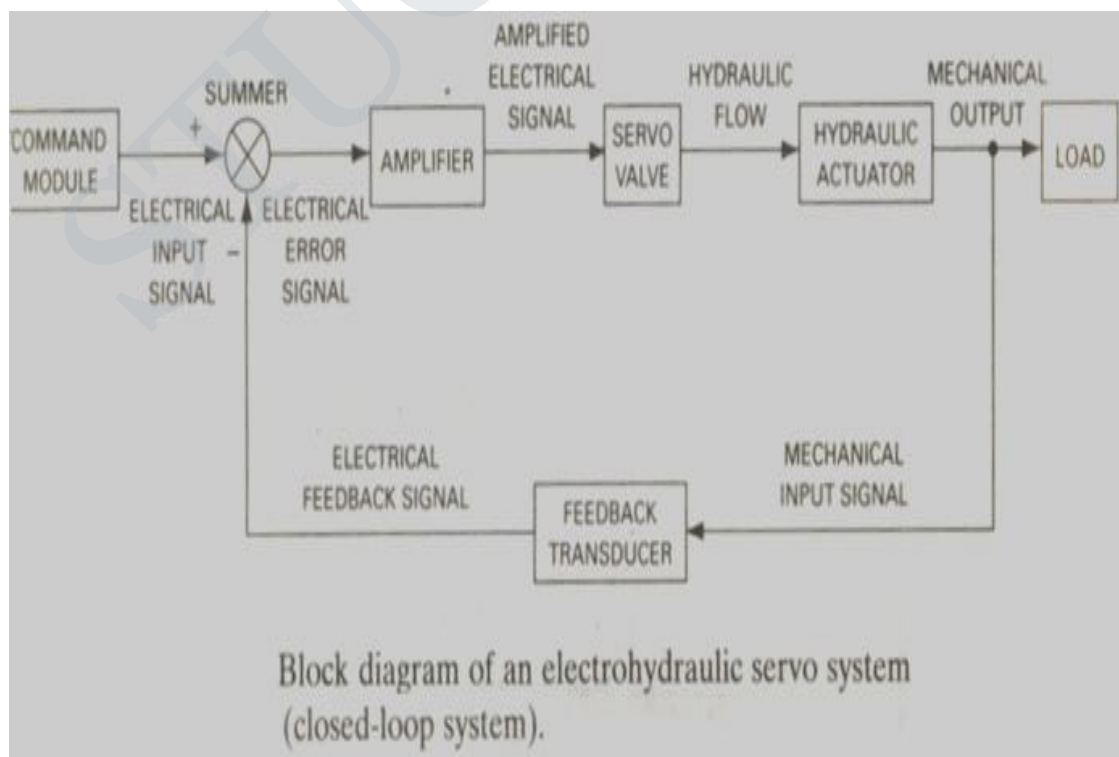 AMPLIFIED
ELECTRICAL
SIGNAL
HYDRAULIC
FLOW
MECHANICAL
OUTPUT
SUMMER
+
COMMAND
MODULE
AMPLIFIER
SERVO
VALVE
HYDRAULIC
ACTUATOR
LOAD
ELECTRICAL
INPUT
SIGNAL
–
ELECTRICAL
ERROR
SIGNAL
ELECTRICAL
FEEDBACK SIGNAL
MECHANICAL
INPUT SIGNAL
FEEDBACK
TRANSDUCER
Block diagram of an electrohydraulic servo system
(closed-loop system).